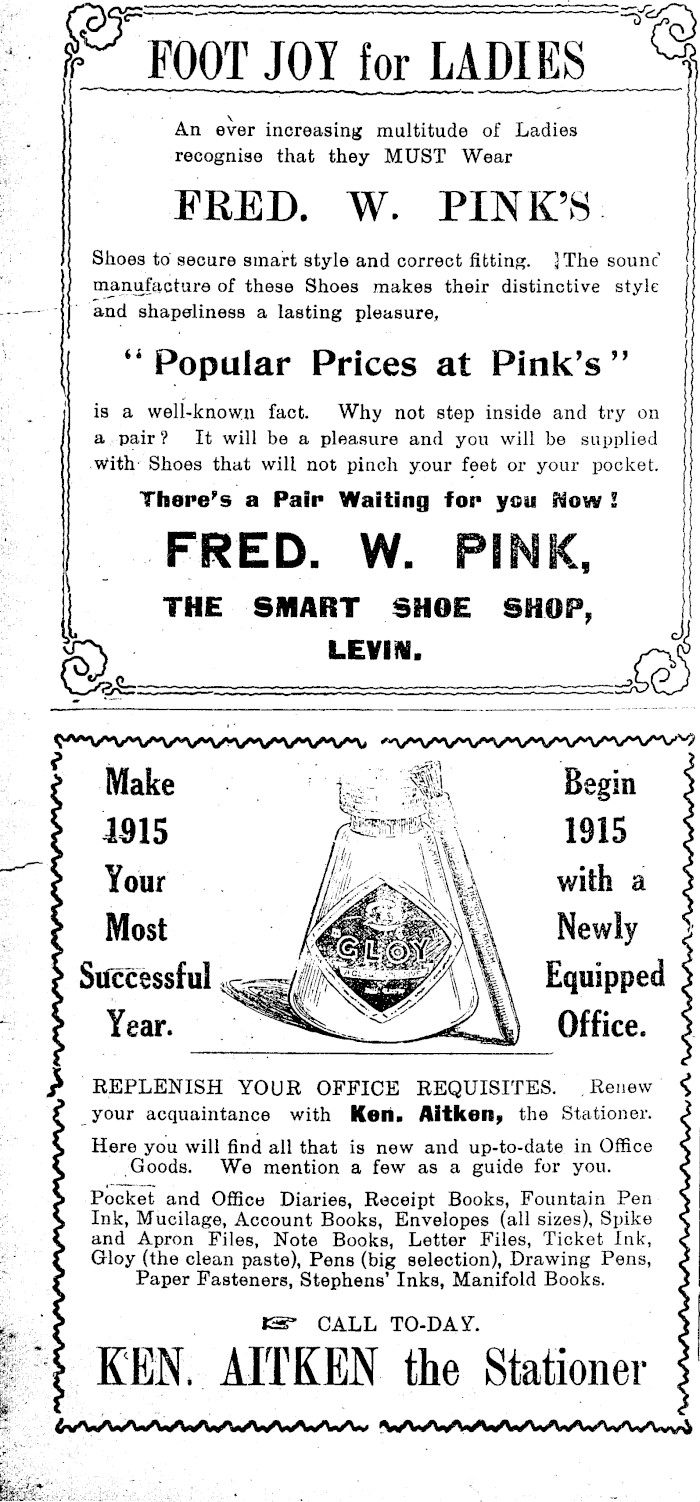 FOOT JOY for LADIES
An ever increasing multitude of Ladies
recognise that they MUST Wear
FRED. W. PINK'S
Shoes to secure smart style and correct fitting. The sound
manufacture of these Shoes makes their distinctive style
and shapeliness a lasting pleasure,
“Popular Prices at Pink's”
is a well-known fact. Why not step inside and try on
a pair? It will be a pleasure and you will be supplied
with Shoes that will not pinch your feet or your pocket.
There's a Pair Waiting for you Now!
FRED. W. PINK,
THE SMART SHOE SHOP,
LEVIN.
Make
1915
Your
Most
Successful
Year.
GLOY
Begin
1915
with a
Newly
Equipped
Office.
REPLENISH YOUR OFFICE REQUISITES. Renew
your acquaintance with Ken. Aitken, the Stationer.
Here you will find all that is new and up-to-date in Office
Goods. We mention a few as a guide for you.
Pocket and Office Diaries, Receipt Books, Fountain Pen
Ink, Mucilage, Account Books, Envelopes (all sizes), Spike
and Apron Files, Note Books, Letter Files, Ticket Ink,
Gloy (the clean paste), Pens (big selection), Drawing Pens,
Paper Fasteners, Stephens' Inks, Manifold Books.
☞ CALL TO-DAY.
KEN. AITKEN the Stationer